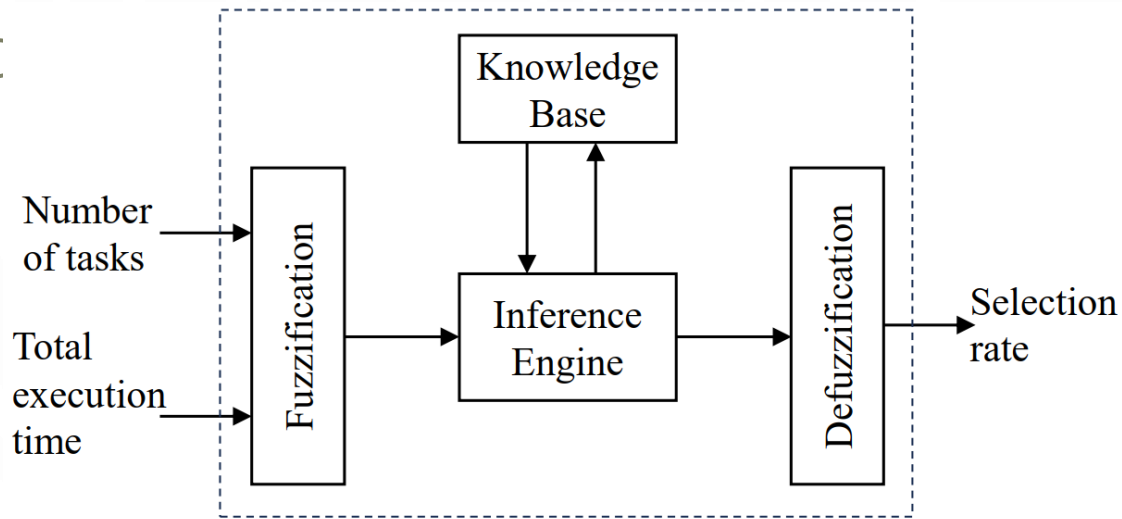 Knowledge
Base
Number
of tasks
Total
execution
time
Fuzzification
Inference
Engine
Defuzzification
Selection
rate